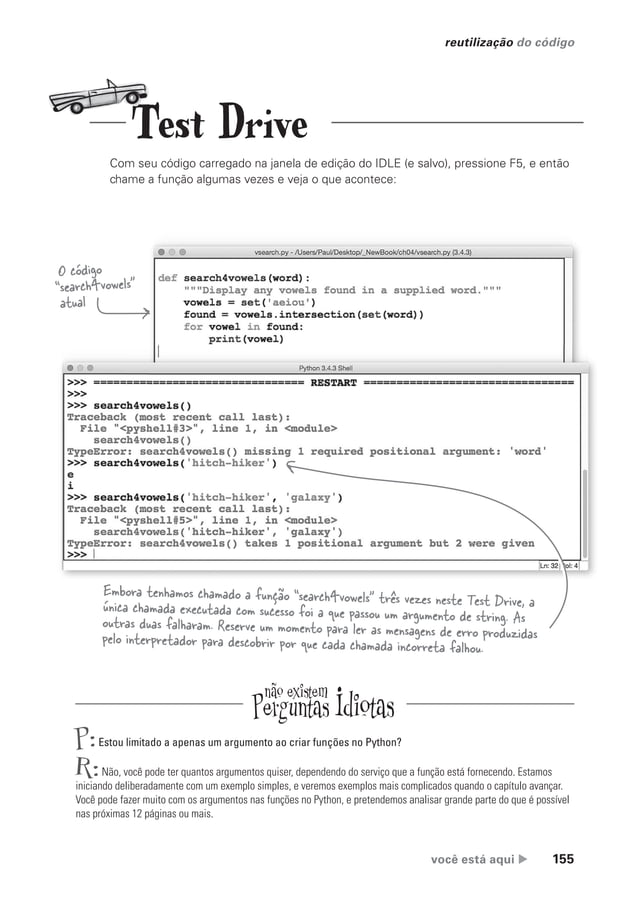 reutilização do código
Test Drive
Com seu código carregado na janela de edição do IDLE (e salvo), pressione F5, e então
chame a função algumas vezes e veja o que acontece:
O código
"search4vowels"
atual
vsearch.py - /Users/Paul/Desktop/_NewBook/ch04/vsearch.py (3.4.3)
def search4vowels(word):
    """Display any vowels found in a supplied word."""
    vowels = set('aeiou')
    found = vowels.intersection(set(word))
    for vowel in found:
        print(vowel)
Python 3.4.3 Shell
>>> ================================ RESTART ================================
>>>
>>> search4vowels()
Traceback (most recent call last):
  File "<pyshell#3>", line 1, in <module>
    search4vowels()
TypeError: search4vowels() missing 1 required positional argument: 'word'
>>> search4vowels('hitch-hiker')
e
i
>>> search4vowels('hitch-hiker', 'galaxy')
Traceback (most recent call last):
  File "<pyshell#5>", line 1, in <module>
    search4vowels('hitch-hiker', 'galaxy')
TypeError: search4vowels() takes 1 positional argument but 2 were given
>>>
Ln: 32 Col: 4
Embora tenhamos chamado a função "search4vowels" três vezes neste Test Drive, a
única chamada executada com sucesso foi a que passou um argumento de string. As
outras duas falharam. Reserve um momento para ler as mensagens de erro produzidas
pelo interpretador para descobrir por que cada chamada incorreta falhou.
não existem
Perguntas Idiotas
P: Estou limitado a apenas um argumento ao criar funções no Python?
R: Não, você pode ter quantos argumentos quiser, dependendo do serviço que a função está fornecendo. Estamos
iniciando deliberadamente com um exemplo simples, e veremos exemplos mais complicados quando o capítulo avançar.
Você pode fazer muito com os argumentos nas funções no Python, e pretendemos analisar grande parte do que é possível
nas próximas 12 páginas ou mais.
você está aqui ▶ 155